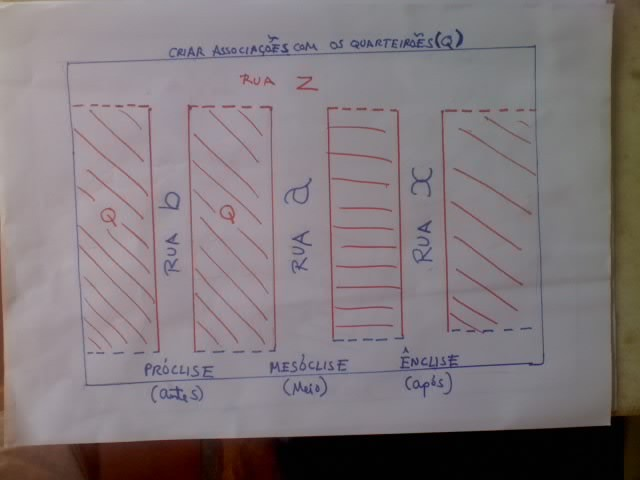 CRIAR ASSOCIAÇÕES COM OS QUARTEIRÕES(Q)
RUA Z
Q
Q
RUA b
RUA a
RUA x
PRÓCLISE
(antes)
MESÓCLISE
(Meio)
ÊNCLISE
(após)